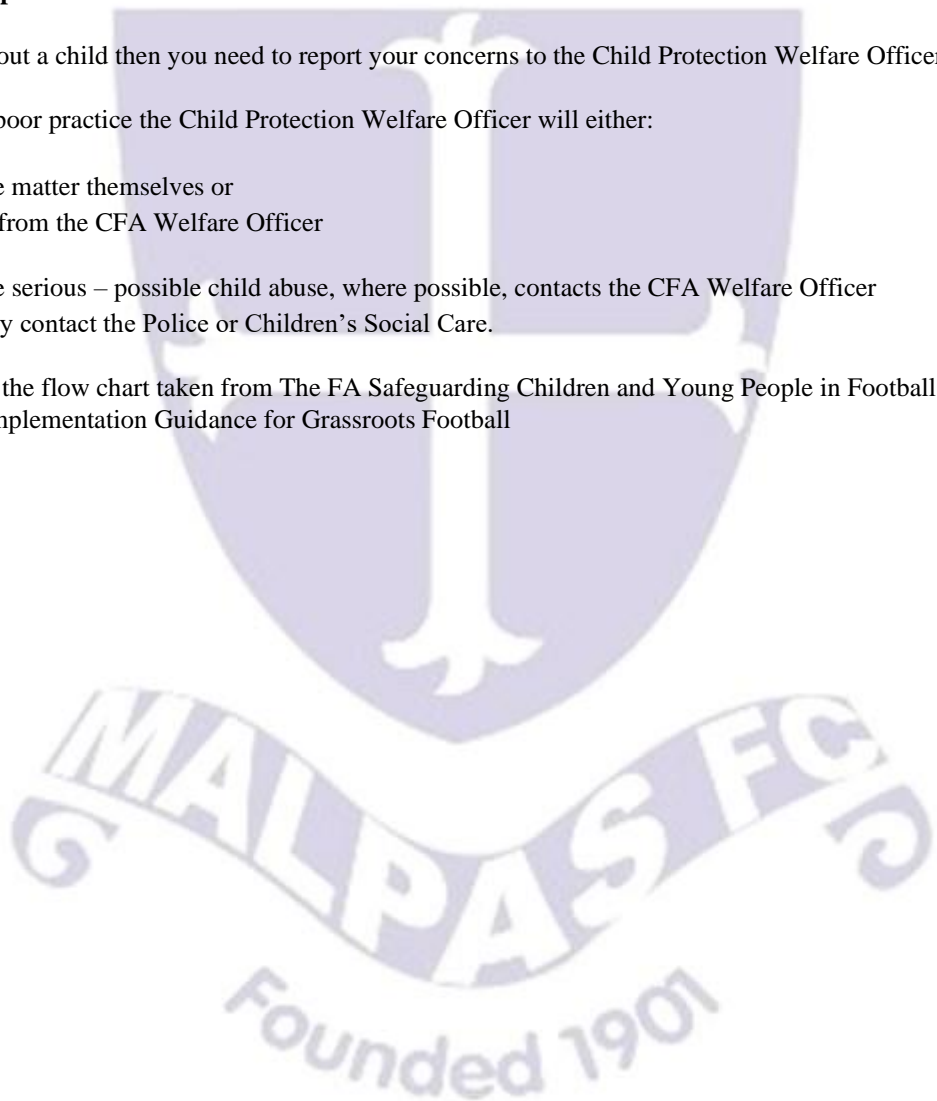 out a child then you need to report your concerns to the Child Protection Welfare Officer
poor practice the Child Protection Welfare Officer will either:
e matter themselves or
from the CFA Welfare Officer
e serious – possible child abuse, where possible, contacts the CFA Welfare Officer
y contact the Police or Children’s Social Care.
the flow chart taken from The FA Safeguarding Children and Young People in Football
mplementation Guidance for Grassroots Football
MALPAS FC
Founded 1901